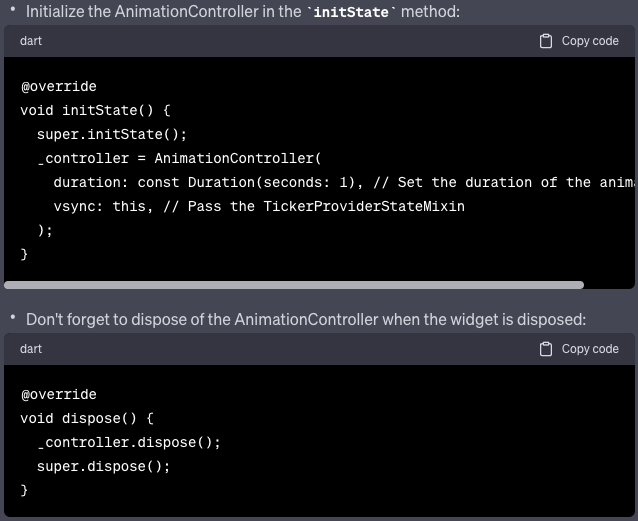 • Initialize the AnimationController in the `initState` method:
dart Copy code
@override
void initState() {
  super.initState();
  _controller = AnimationController(
    duration: const Duration(seconds: 1), // Set the duration of the
    vsync: this, // Pass the TickerProviderStateMixin
  );
}
• Don't forget to dispose of the AnimationController when the widget is disposed:
dart Copy code
@override
void dispose() {
  _controller.dispose();
  super.dispose();
}